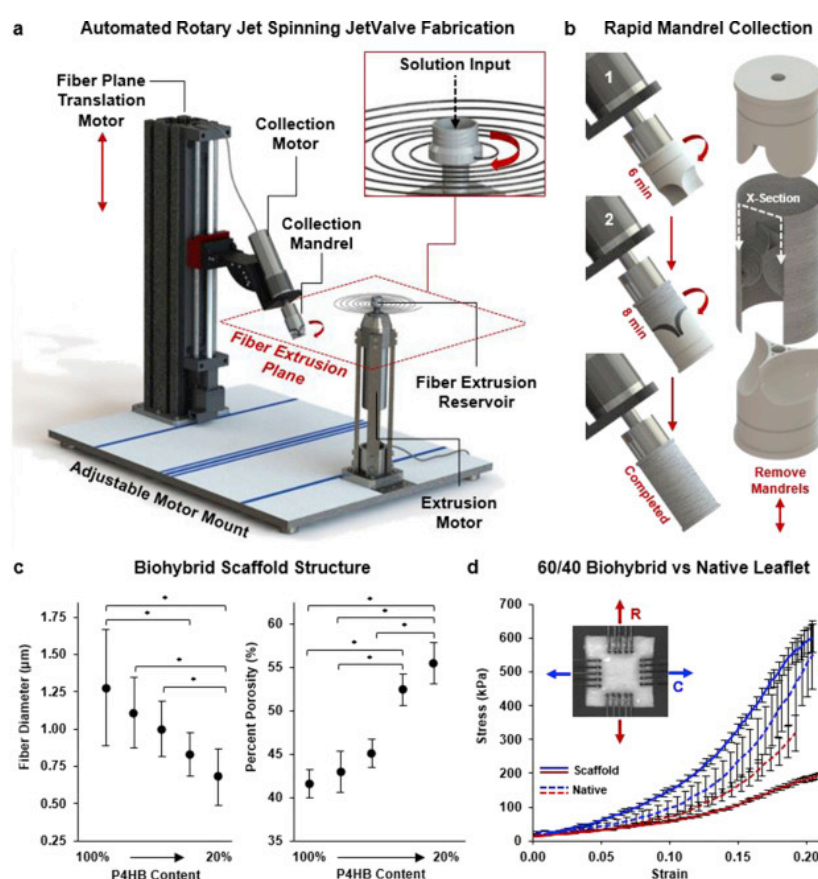 a
Automated Rotary Jet Spinning JetValve Fabrication
Fiber Plane
Translation
Motor
Collection
Motor
Collection
Mandrel
Solution Input
Fiber Extrusion
Plane
Fiber Extrusion
Reservoir
Extrusion
Motor
Adjustable Motor Mount
b
Rapid Mandrel Collection
1
6 min
2
8 min
Completed
X-Section
Remove
Mandrels
c
Biohybrid Scaffold Structure
Fiber Diameter (µm)
1.75
1.50
1.25
1.00
0.75
0.50
0.25
* * * *
100% 20%
P4HB Content
Percent Porosity (%)
65
60
55
50
45
40
35
* * * * *
100% 20%
P4HB Content
d
60/40 Biohybrid vs Native Leaflet
Stress (kPa)
700
600
500
400
300
200
100
0
R
C
Scaffold
Native
0.00 0.05 0.10 0.15 0.20
Strain